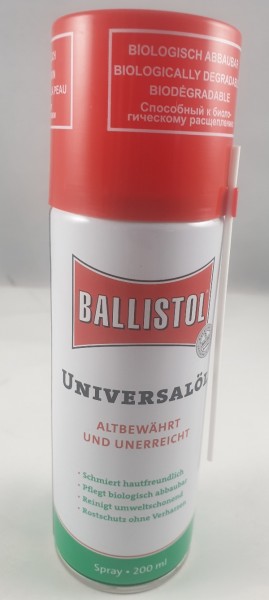 BIOLOGISCH ABBAUBAR
BIOLOGICALLY DEGRADABLE
BIODÉGRADABLE
Способный к биоло-
гическому расщеплению
A PEAU
BALLISTOL
UNIVERSALÖL
ALTBEWÄHRT
UND UNERREICHT
• Schmiert hautfreundlich
• Pflegt biologisch abbaubar
• Reinigt umweltschonend
• Rostschutz ohne Verharzen
Spray • 200 ml